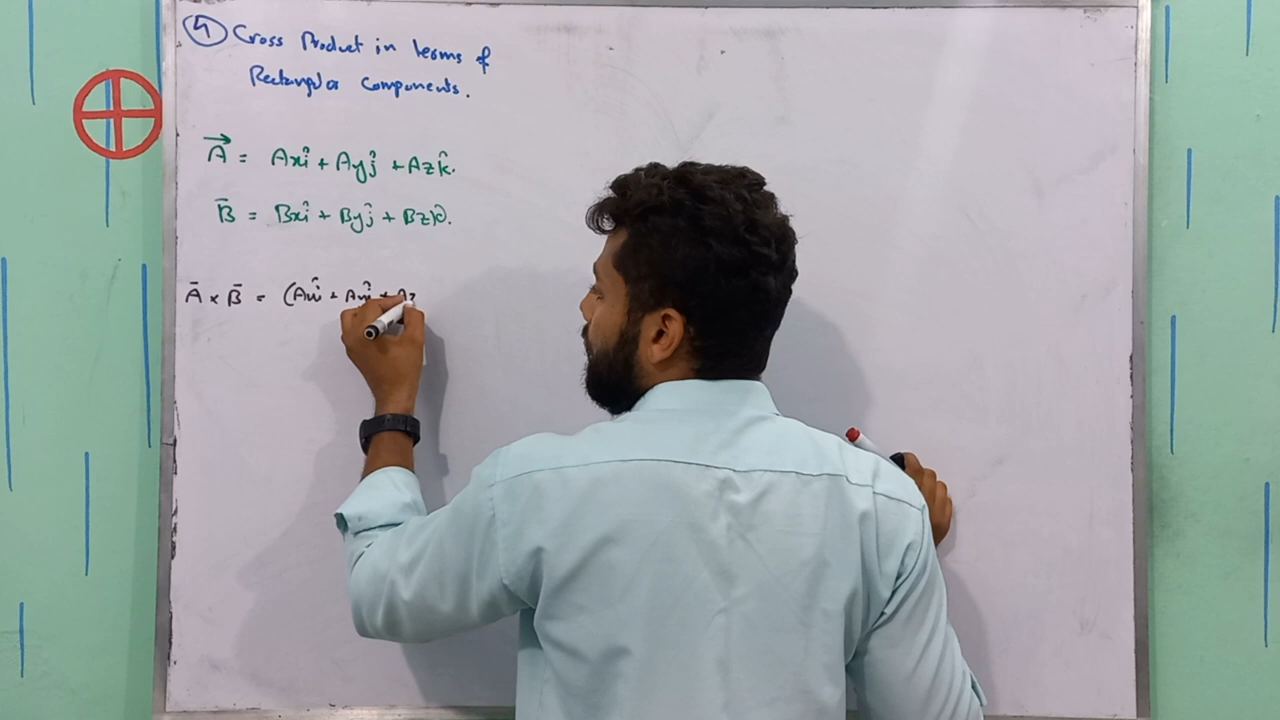 4 Cross Product in terms of
Rectangular Components.
A⃗ = Axî + Ayĵ + Azk̂.
B̄ = Bxî + Byĵ + Bzk̂.
Ā × B̄ = (Axî + Ayĵ + Az